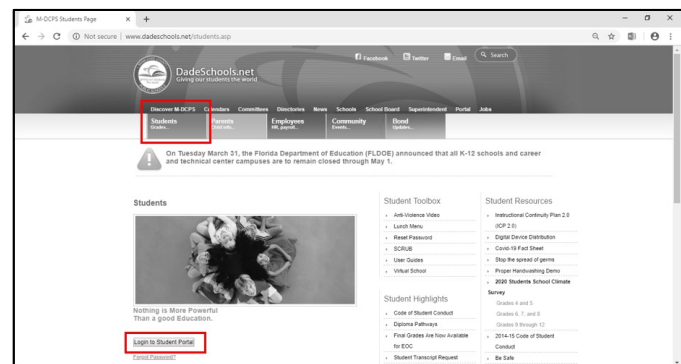 M-DCPS Students Page
Not secure | www.dadeschools.net/students.asp
Facebook Twitter Email Search
DadeSchools.net
Giving our students the world
Discover M-DCPS Calendars Committees Directories News Schools School Board Superintendent Portal Jobs
Students Parents Employees Community Bond
Grades... Child info... HR, payroll... Events... Updates...
On Tuesday March 31, the Florida Department of Education (FLDOE) announced that all K-12 schools and career
and technical center campuses are to remain closed through May 1.
Students
Nothing is More Powerful
Than a good Education.
Login to Student Portal
Forgot Password?
Student Toolbox
Anti-Violence Video
Lunch Menu
Reset Password
SCRUB
User Guides
Virtual School
Student Highlights
Code of Student Conduct
Diploma Pathways
Final Grades Are Now Available
for EOC
Student Transcript Request
Student Resources
Instructional Continuity Plan 2.0
(ICP 2.0)
Digital Device Distribution
Covid-19 Fact Sheet
Stop the spread of germs
Proper Handwashing Demo
2020 Students School Climate
Survey
Grades 4 and 5
Grades 6, 7, and 8
Grades 9 through 12
2014-15 Code of Student
Conduct
Be Safe